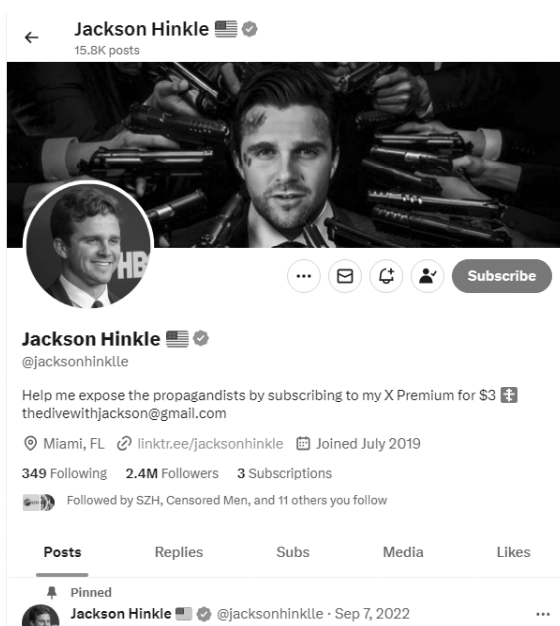 Jackson Hinkle
15.8K posts
HB
Subscribe
Jackson Hinkle
@jacksonhinklle
Help me expose the propagandists by subscribing to my X Premium for $3
thedivewithjackson@gmail.com
Miami, FL linktr.ee/jacksonhinkle Joined July 2019
349 Following 2.4M Followers 3 Subscriptions
Followed by SZH, Censored Men, and 11 others you follow
Posts Replies Subs Media Likes
Pinned
Jackson Hinkle @jacksonhinklle · Sep 7, 2022